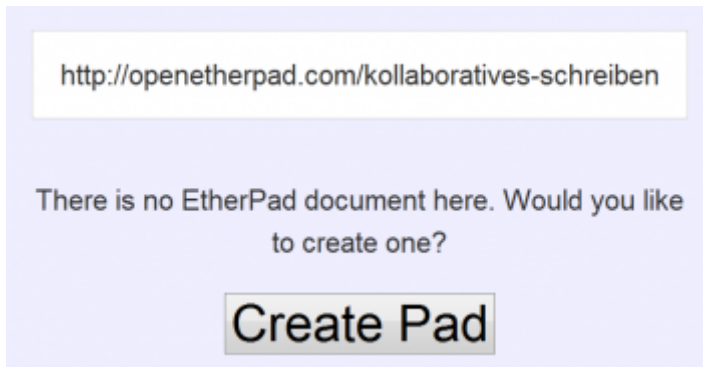 http://openetherpad.com/kollaboratives-schreiben
There is no EtherPad document here. Would you like
to create one?
Create Pad